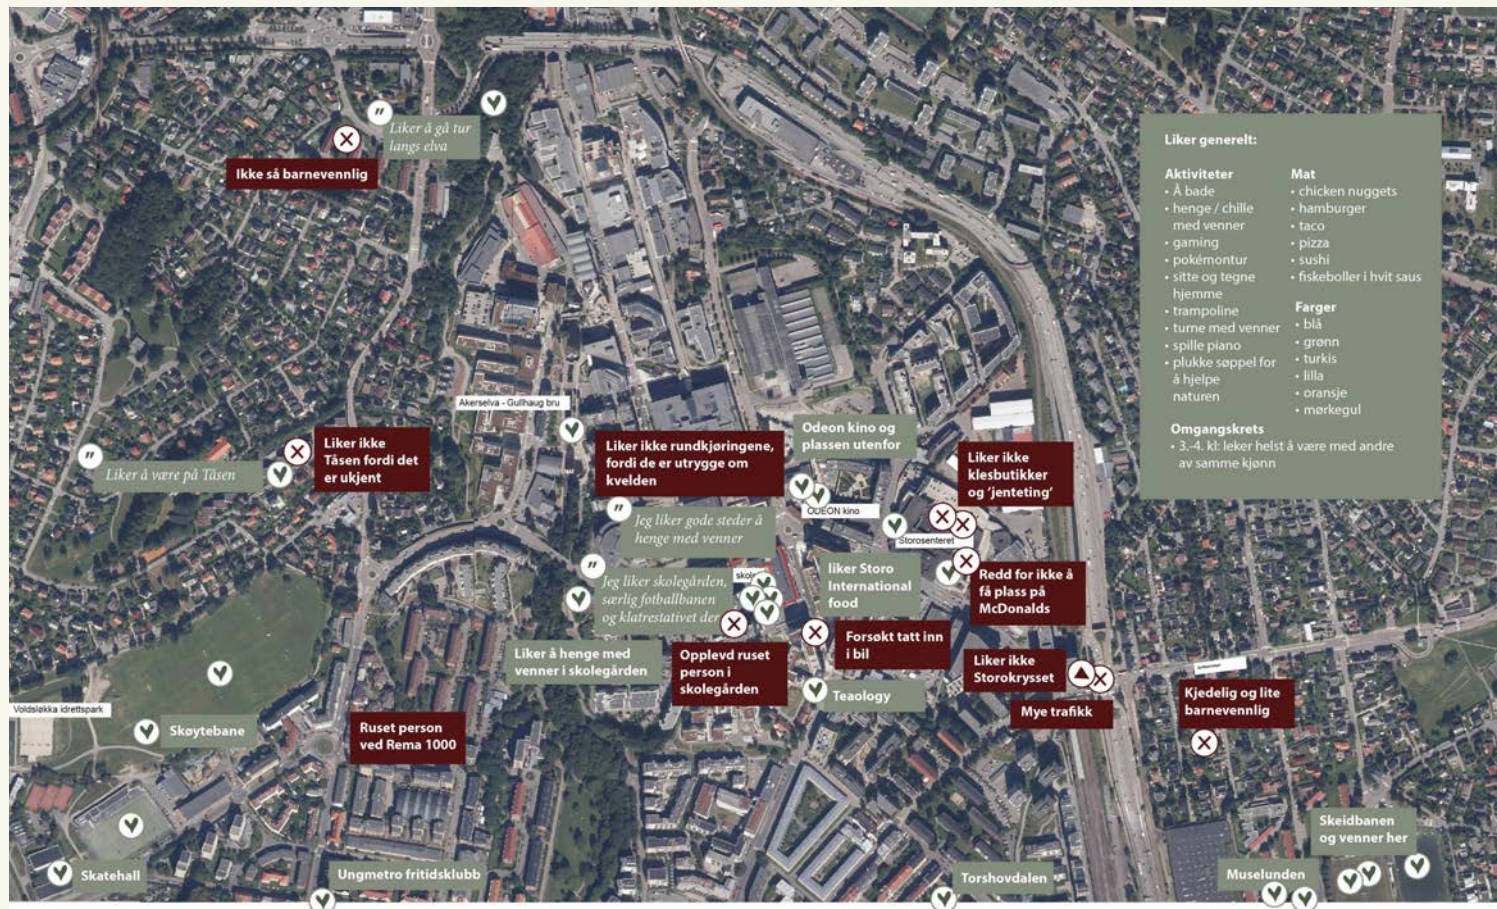 Liker å gå tur
langs elva
Ikke så barnevennlig
Liker generelt:
Aktiviteter
• Å bade
• henge / chille
med venner
• gaming
• pokémontur
• sitte og tegne
hjemme
• trampoline
• turne med venner
• spille piano
• plukke søppel for
å hjelpe
naturen
Mat
• chicken nuggets
• hamburger
• taco
• pizza
• sushi
• fiskeboller i hvit saus
Farger
• blå
• grønn
• turkis
• lilla
• oransje
• mørkegul
Omgangskrets
• 3.-4. kl: leker helst å være med andre
av samme kjønn
Akerselva - Gullhaug bru
Liker å være på Tåsen
Liker ikke
Tåsen fordi det
er ukjent
Liker ikke rundkjøringene,
fordi de er utrygge om
kvelden
Odeon kino og
plassen utenfor
ODEON kino
Liker ikke
klesbutikker
og 'jenteting'
Storosenteret
Jeg liker gode steder å
henge med venner
Jeg liker skolegården,
særlig fotballbanen
og klatrestativet der
liker Storo
International
food
Redd for ikke å
få plass på
McDonalds
Liker å henge med
venner i skolegården
Opplevd ruset
person i
skolegården
Forsøkt tatt inn
i bil
Teaology
Liker ikke
Storokrysset
Mye trafikk
Kjedelig og lite
barnevennlig
Voldsløkka idrettspark
Skøytebane
Ruset person
ved Rema 1000
Skatehall
Ungmetro fritidsklubb
Torshovdalen
Muselunden
Skeidbanen
og venner her